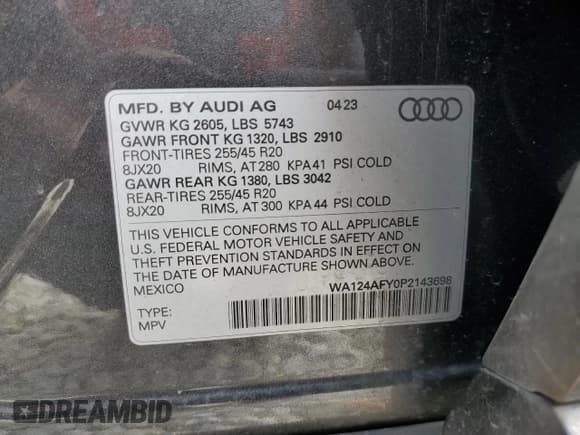 MFD. BY AUDI AG 04 23
GVWR KG 2605, LBS 5743
GAWR FRONT KG 1320, LBS 2910
FRONT-TIRES 255/45 R20
8JX20 RIMS, AT 280 KPA 41 PSI COLD
GAWR REAR KG 1380, LBS 3042
REAR-TIRES 255/45 R20
8JX20 RIMS, AT 300 KPA 44 PSI COLD
THIS VEHICLE CONFORMS TO ALL APPLICABLE
U.S. FEDERAL MOTOR VEHICLE SAFETY AND
THEFT PREVENTION STANDARDS IN EFFECT ON
THE DATE OF MANUFACTURE SHOWN ABOVE.
MEXICO WA124AFY0P2143698
TYPE:
MPV
DREAMBID